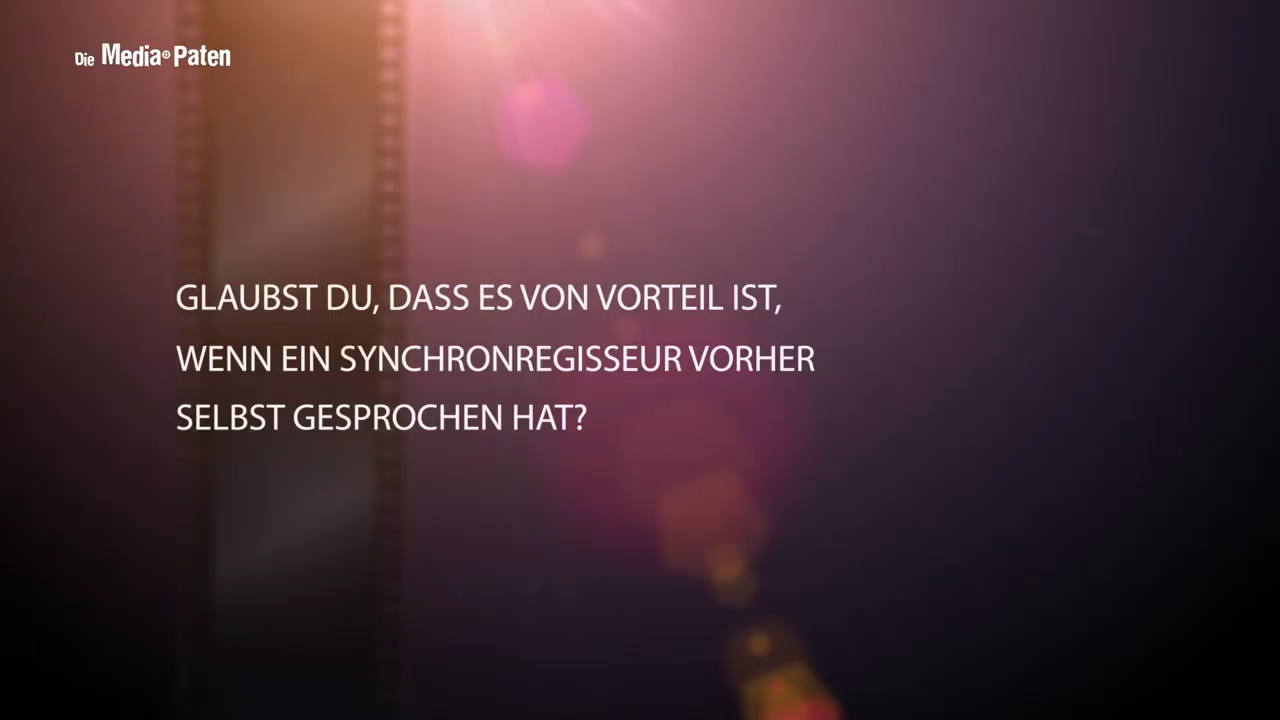 Die Media Paten
GLAUBST DU, DASS ES VON VORTEIL IST,
WENN EIN SYNCHRONREGISSEUR VORHER
SELBST GESPROCHEN HAT?